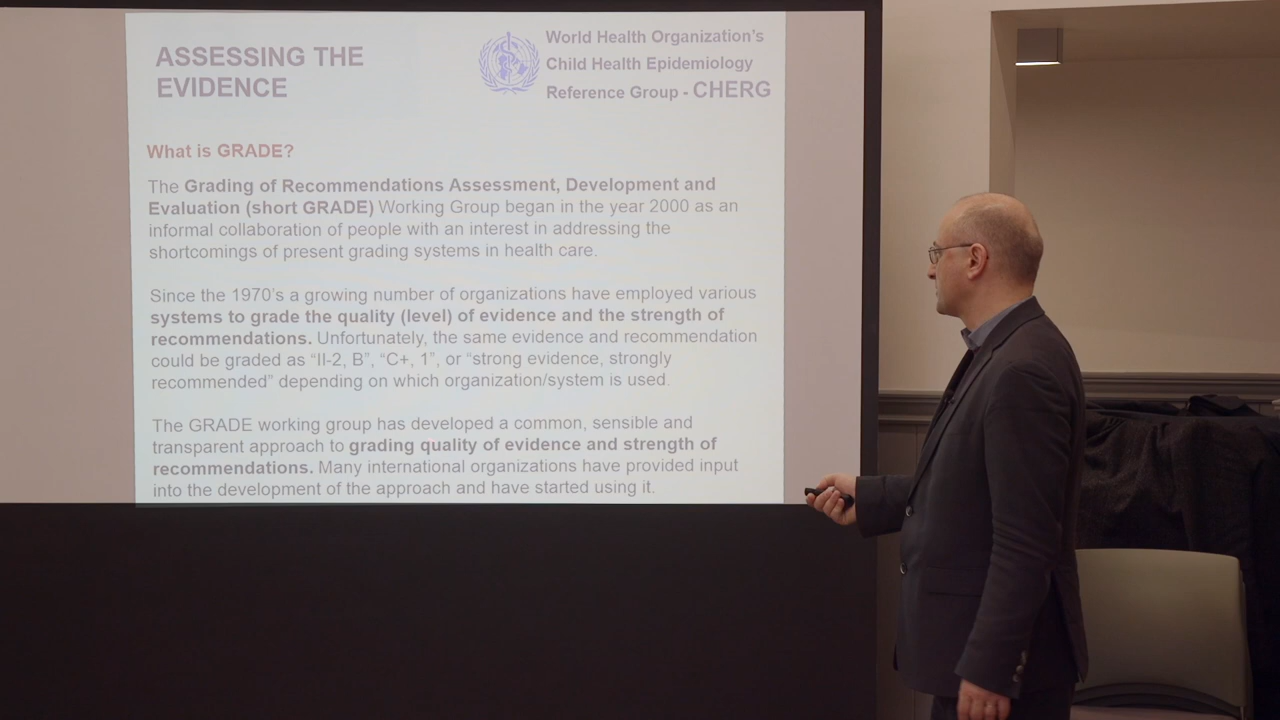 ASSESSING THE
EVIDENCE
World Health Organization's
Child Health Epidemiology
Reference Group - CHERG
What is GRADE?
The Grading of Recommendations Assessment, Development and
Evaluation (short GRADE) Working Group began in the year 2000 as an
informal collaboration of people with an interest in addressing the
shortcomings of present grading systems in health care.
Since the 1970's a growing number of organizations have employed various
systems to grade the quality (level) of evidence and the strength of
recommendations. Unfortunately, the same evidence and recommendation
could be graded as “II-2, B”, “C+, 1”, or “strong evidence, strongly
recommended” depending on which organization/system is used.
The GRADE working group has developed a common, sensible and
transparent approach to grading quality of evidence and strength of
recommendations. Many international organizations have provided input
into the development of the approach and have started using it.